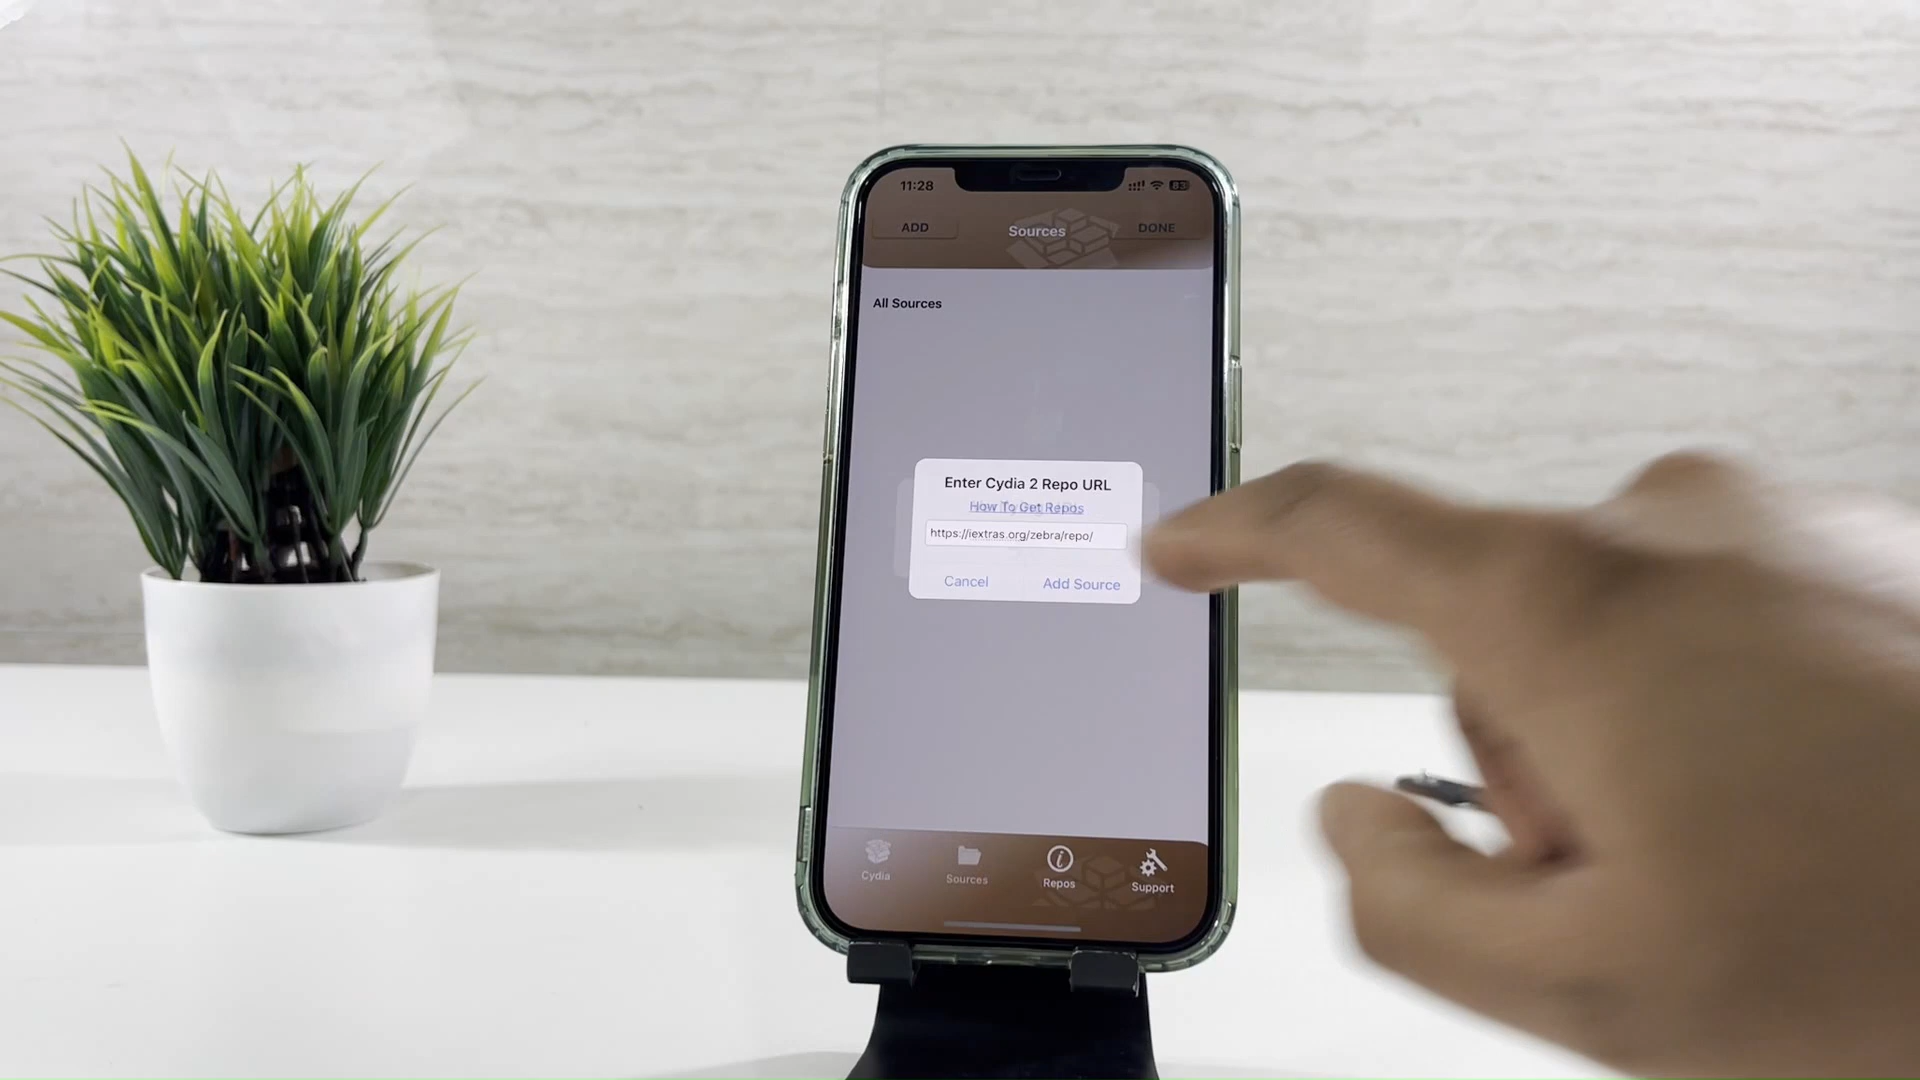 11:28
83
ADD
Sources
DONE
All Sources
Enter Cydia 2 Repo URL
How To Get Repos
https://iextras.org/zebra/repo/
Cancel
Add Source
Cydia
Sources
Repos
Support